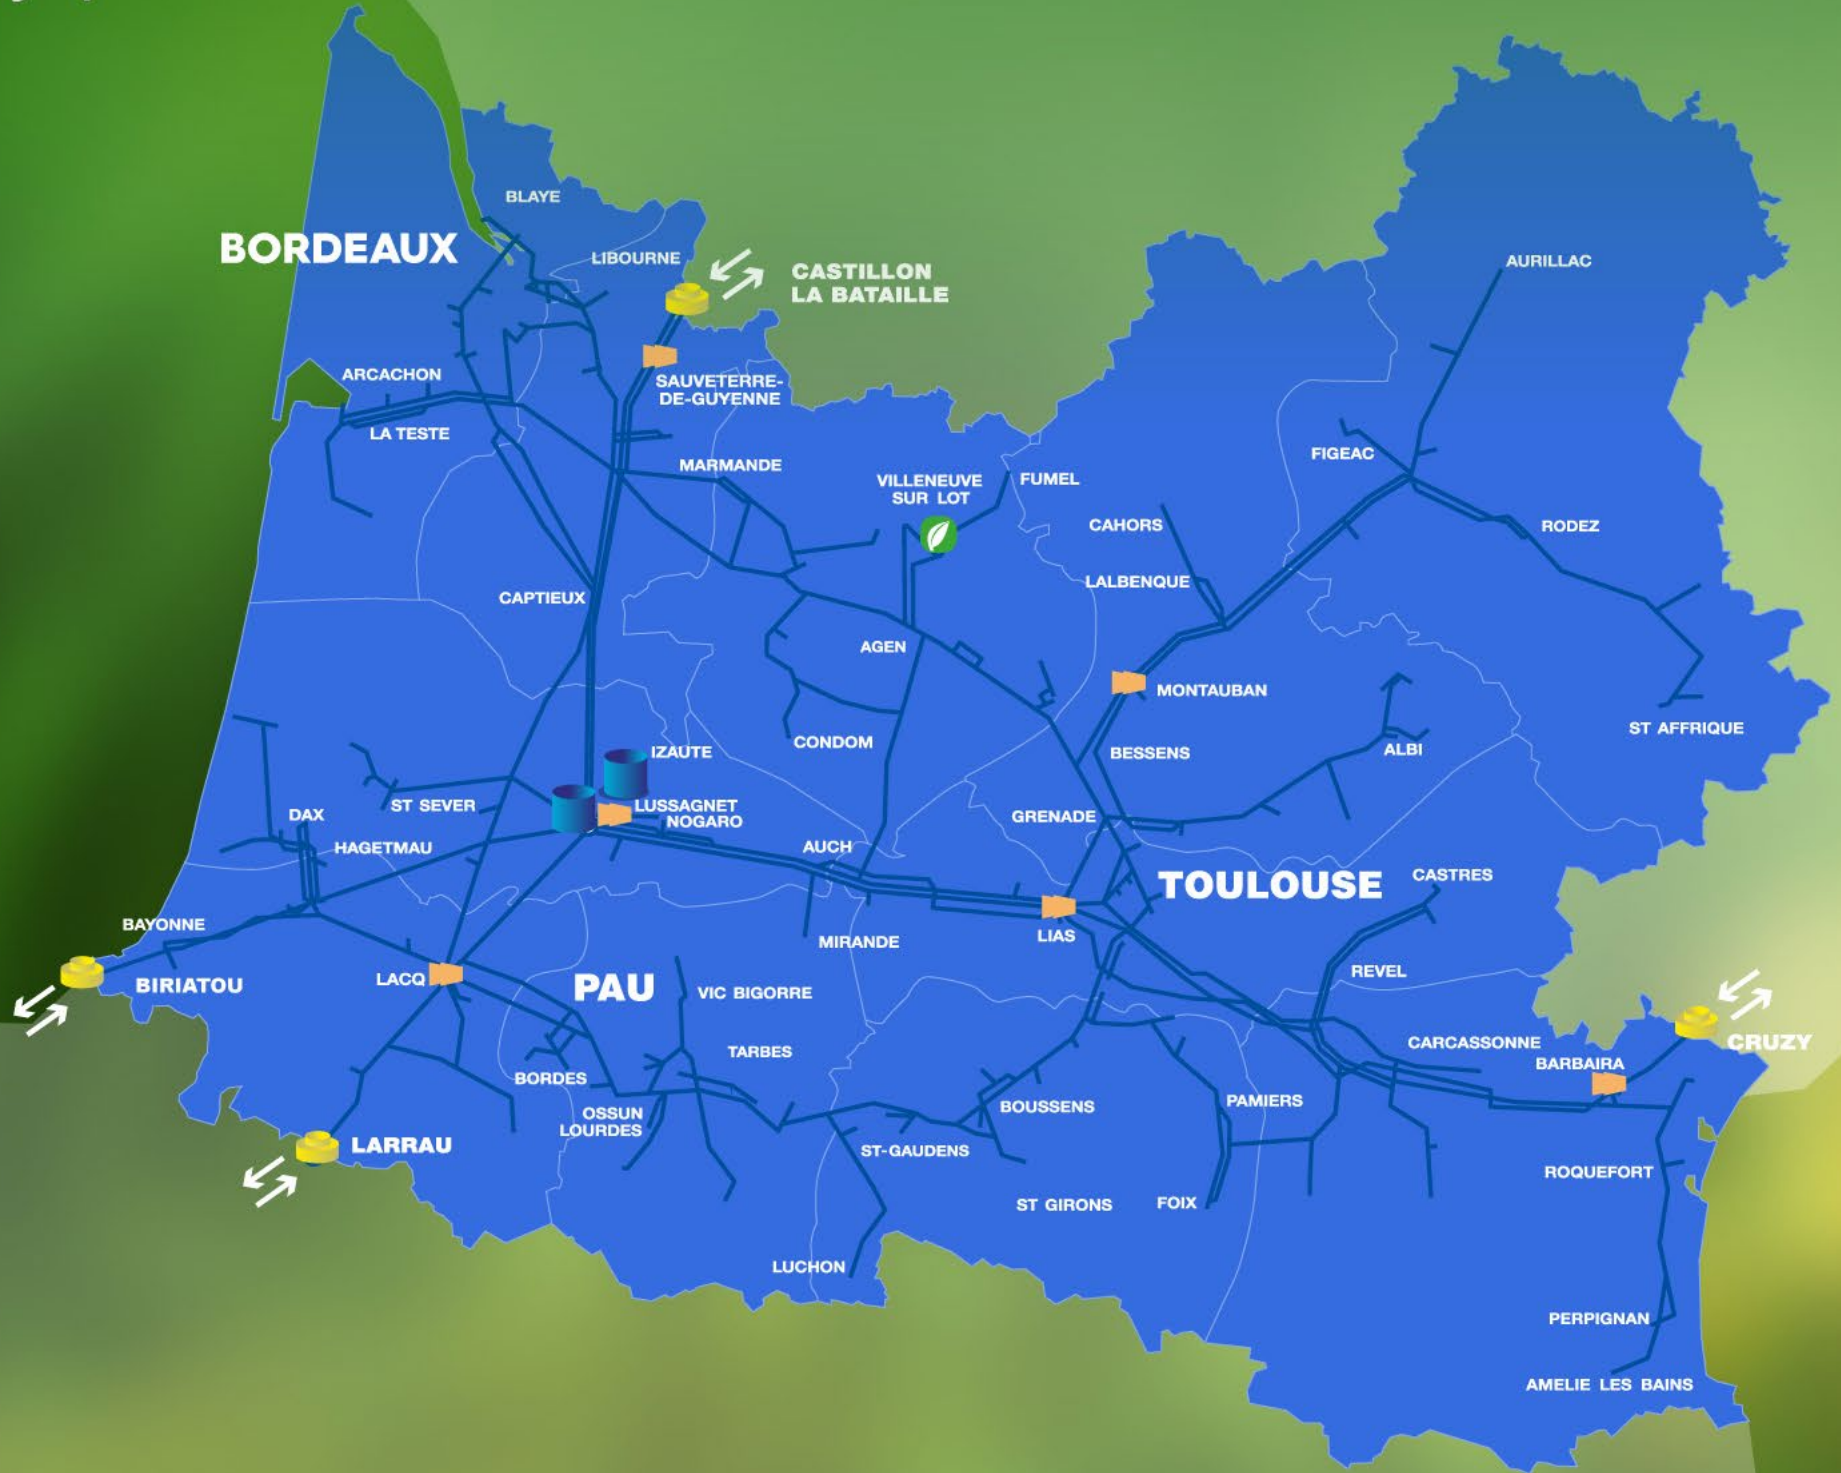 BLAYE
BORDEAUX
LIBOURNE
CASTILLON
LA BATAILLE
AURILLAC
ARCACHON
SAUVETERRE-
DE-GUYENNE
LA TESTE
FIGEAC
MARMANDE
VILLENEUVE
SUR LOT
FUMEL
CAHORS
RODEZ
LALBENQUE
CAPTIEUX
AGEN
MONTAUBAN
ST AFFRIQUE
CONDOM
IZAUTE
BESSENS
ALBI
ST SEVER
LUSSAGNET
NOGARO
DAX
GRENADE
HAGETMAU
AUCH
TOULOUSE
CASTRES
BAYONNE
MIRANDE
LIAS
BIRIATOU
LACQ
PAU
VIC BIGORRE
REVEL
TARBES
CARCASSONNE
CRUZY
BARBAIRA
BORDES
OSSUN
LOURDES
BOUSSENS
PAMIERS
LARRAU
ST-GAUDENS
ROQUEFORT
ST GIRONS
FOIX
LUCHON
PERPIGNAN
AMELIE LES BAINS